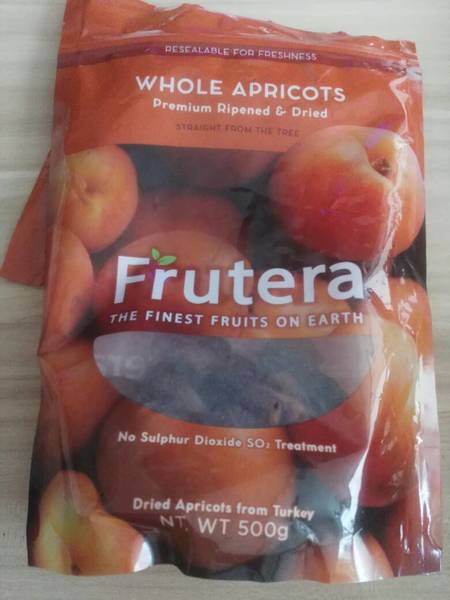 RESEALABLE FOR FRESHNESS
WHOLE APRICOTS
Premium Ripened & Dried
STRAIGHT FROM THE TREE
Frutera
THE FINEST FRUITS ON EARTH
No Sulphur Dioxide SO₂ Treatment
Dried Apricots from Turkey
NT. WT 500g